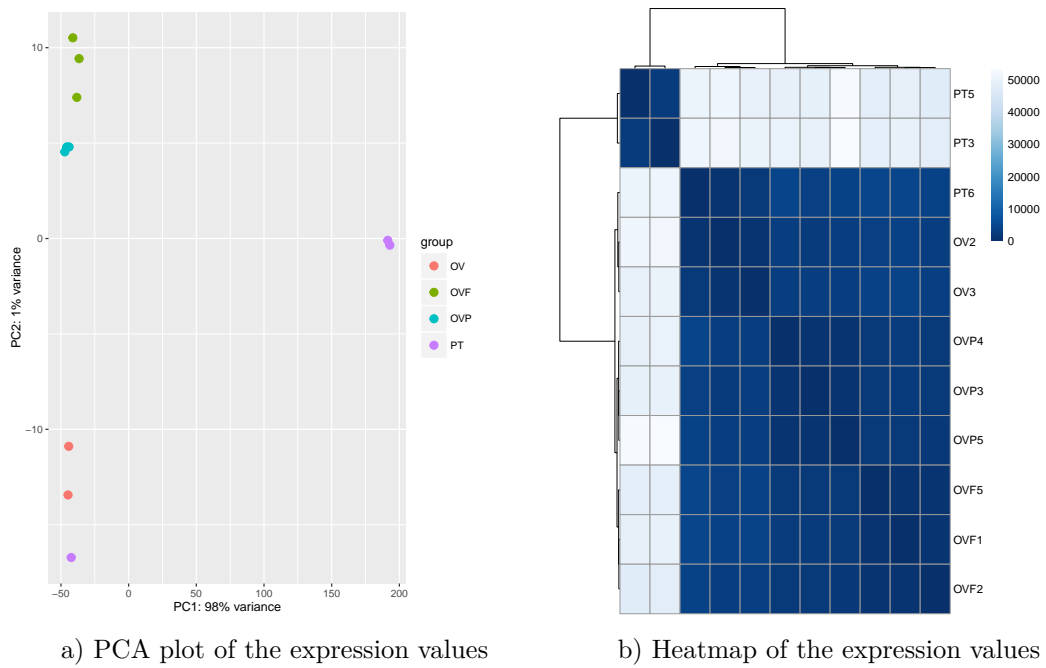 10
0
−10
PC2: 1% variance
−50
0
50
100
150
200
PC1: 98% variance
group
OV
OVF
OVP
PT
a) PCA plot of the expression values
PT5
PT3
PT6
OV2
OV3
OVP4
OVP3
OVP5
OVF5
OVF1
OVF2
50000
40000
30000
20000
10000
0
b) Heatmap of the expression values